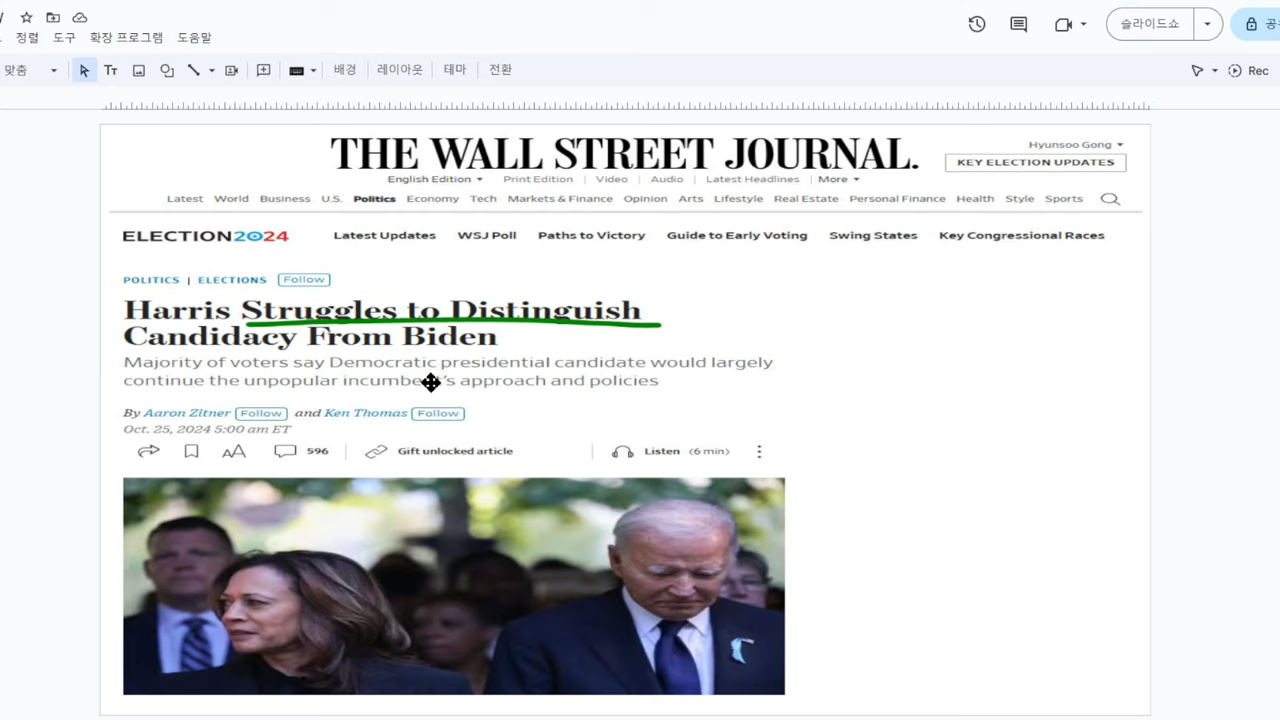 정렬 도구 확장 프로그램 도움말
슬라이드쇼
맞춤 Tт 배경 레이아웃 테마 전환 Rec
THE WALL STREET JOURNAL.
Hyunsoo Gong
KEY ELECTION UPDATES
English Edition Print Edition Video Audio Latest Headlines More
Latest World Business U.S. Politics Economy Tech Markets & Finance Opinion Arts Lifestyle Real Estate Personal Finance Health Style Sports
ELECTION2024 Latest Updates WSJ Poll Paths to Victory Guide to Early Voting Swing States Key Congressional Races
POLITICS | ELECTIONS Follow
Harris Struggles to Distinguish
Candidacy From Biden
Majority of voters say Democratic presidential candidate would largely
continue the unpopular incumbent's approach and policies
By Aaron Zitner Follow and Ken Thomas Follow
Oct. 25, 2024 5:00 am ET
AA 596 Gift unlocked article Listen (6 min)